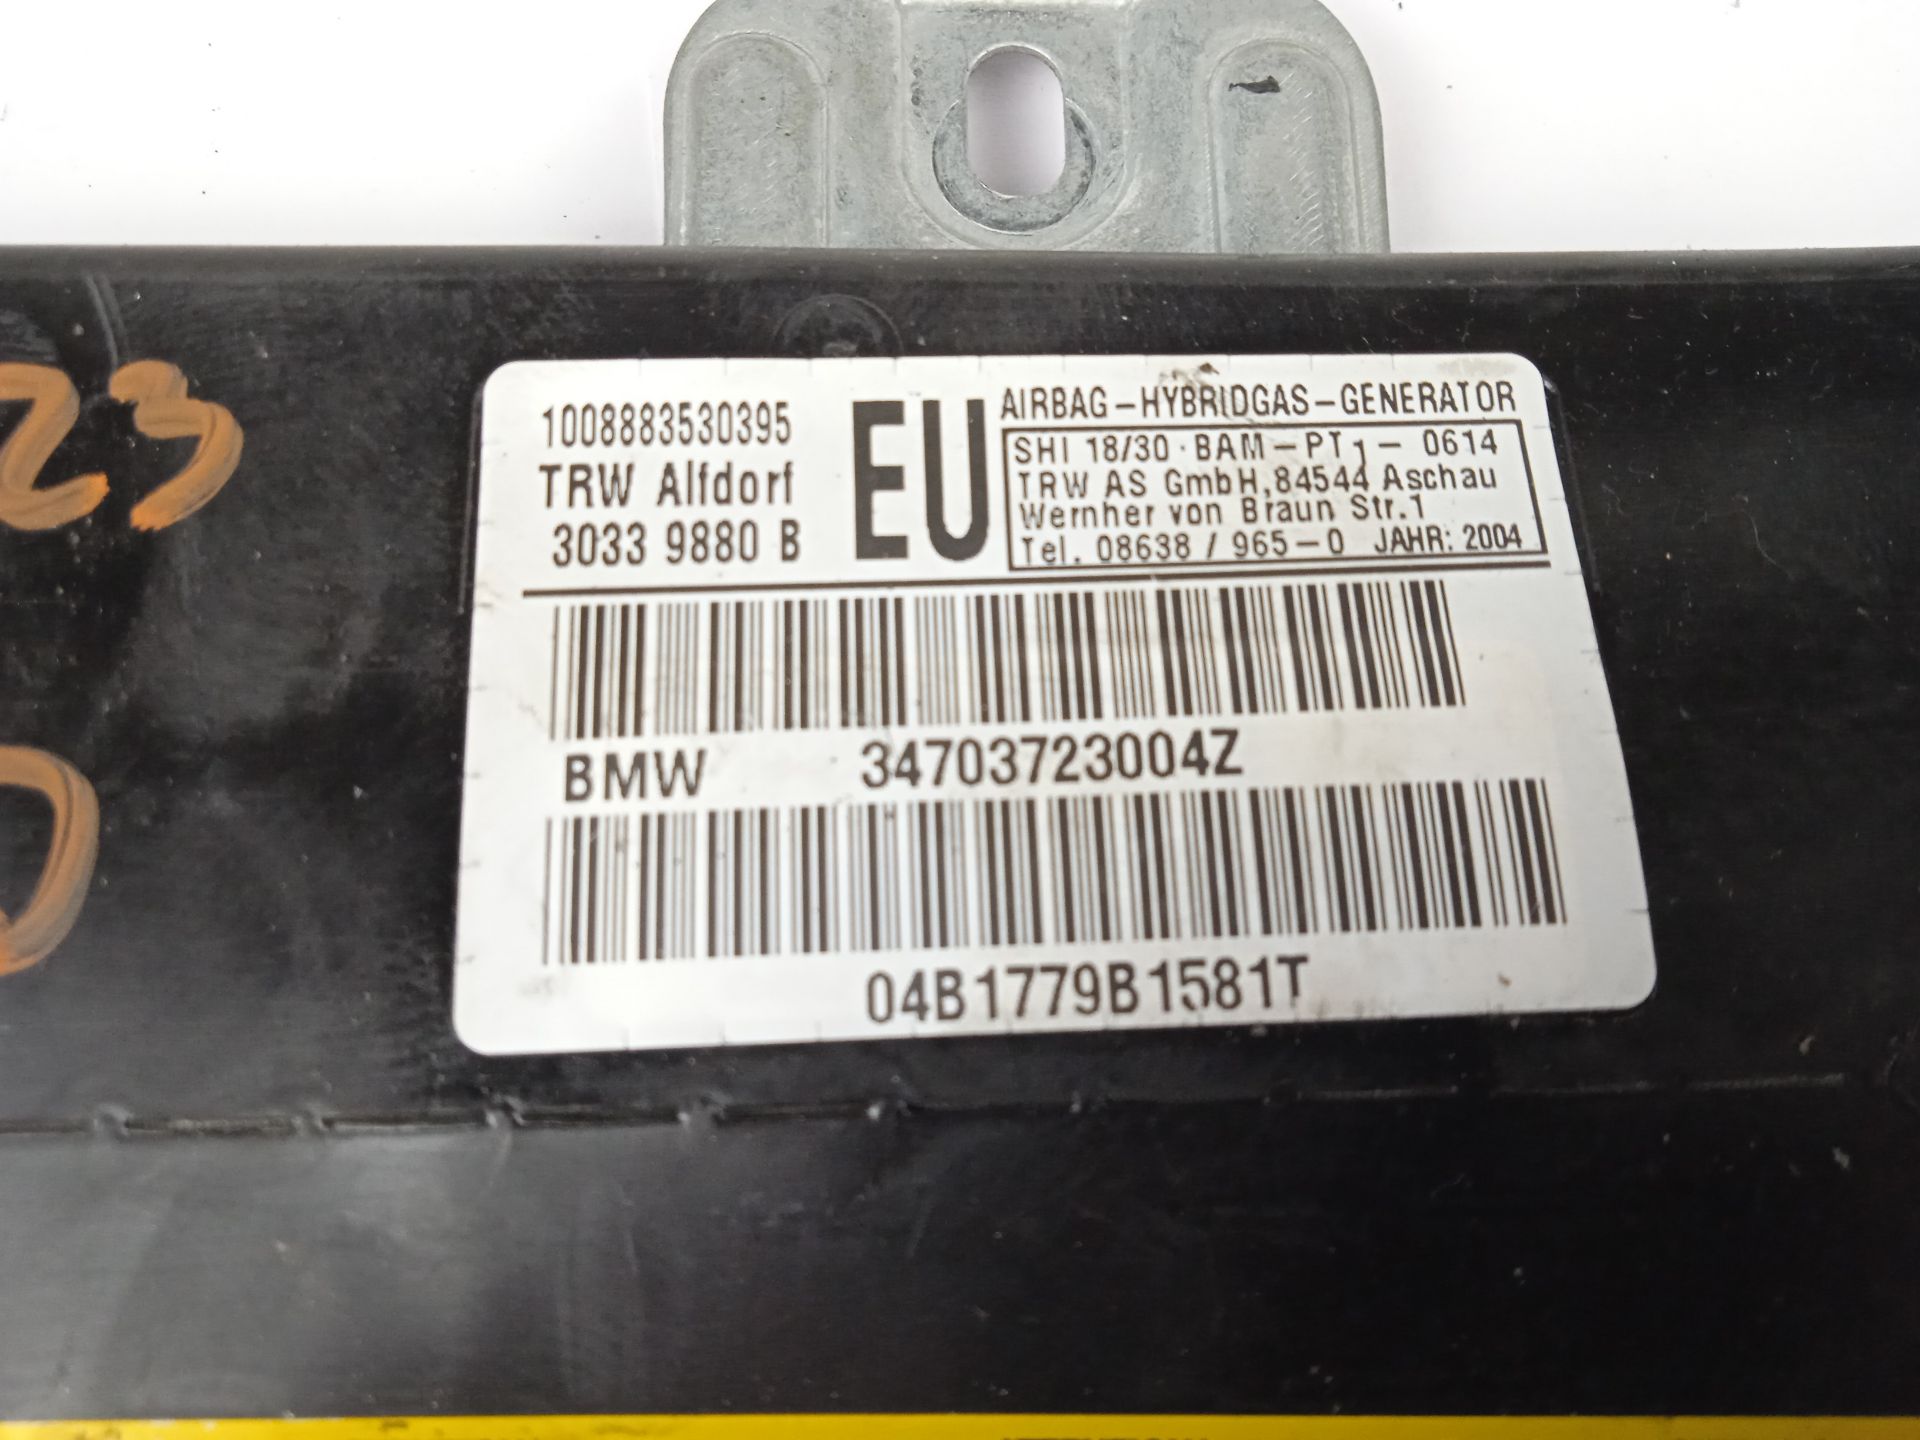 1008883530395
TRW Alfdorf
3033 9880 B
EU
AIRBAG-HYBRIDGAS-GENERATOR
SHI 18/30 · BAM-PT1-0614
TRW AS GmbH, 84544 Aschau
Wernher von Braun Str.1
Tel. 08638 / 965-0 JAHR: 2004
BMW 34703723004Z
04B1779B1581T
23